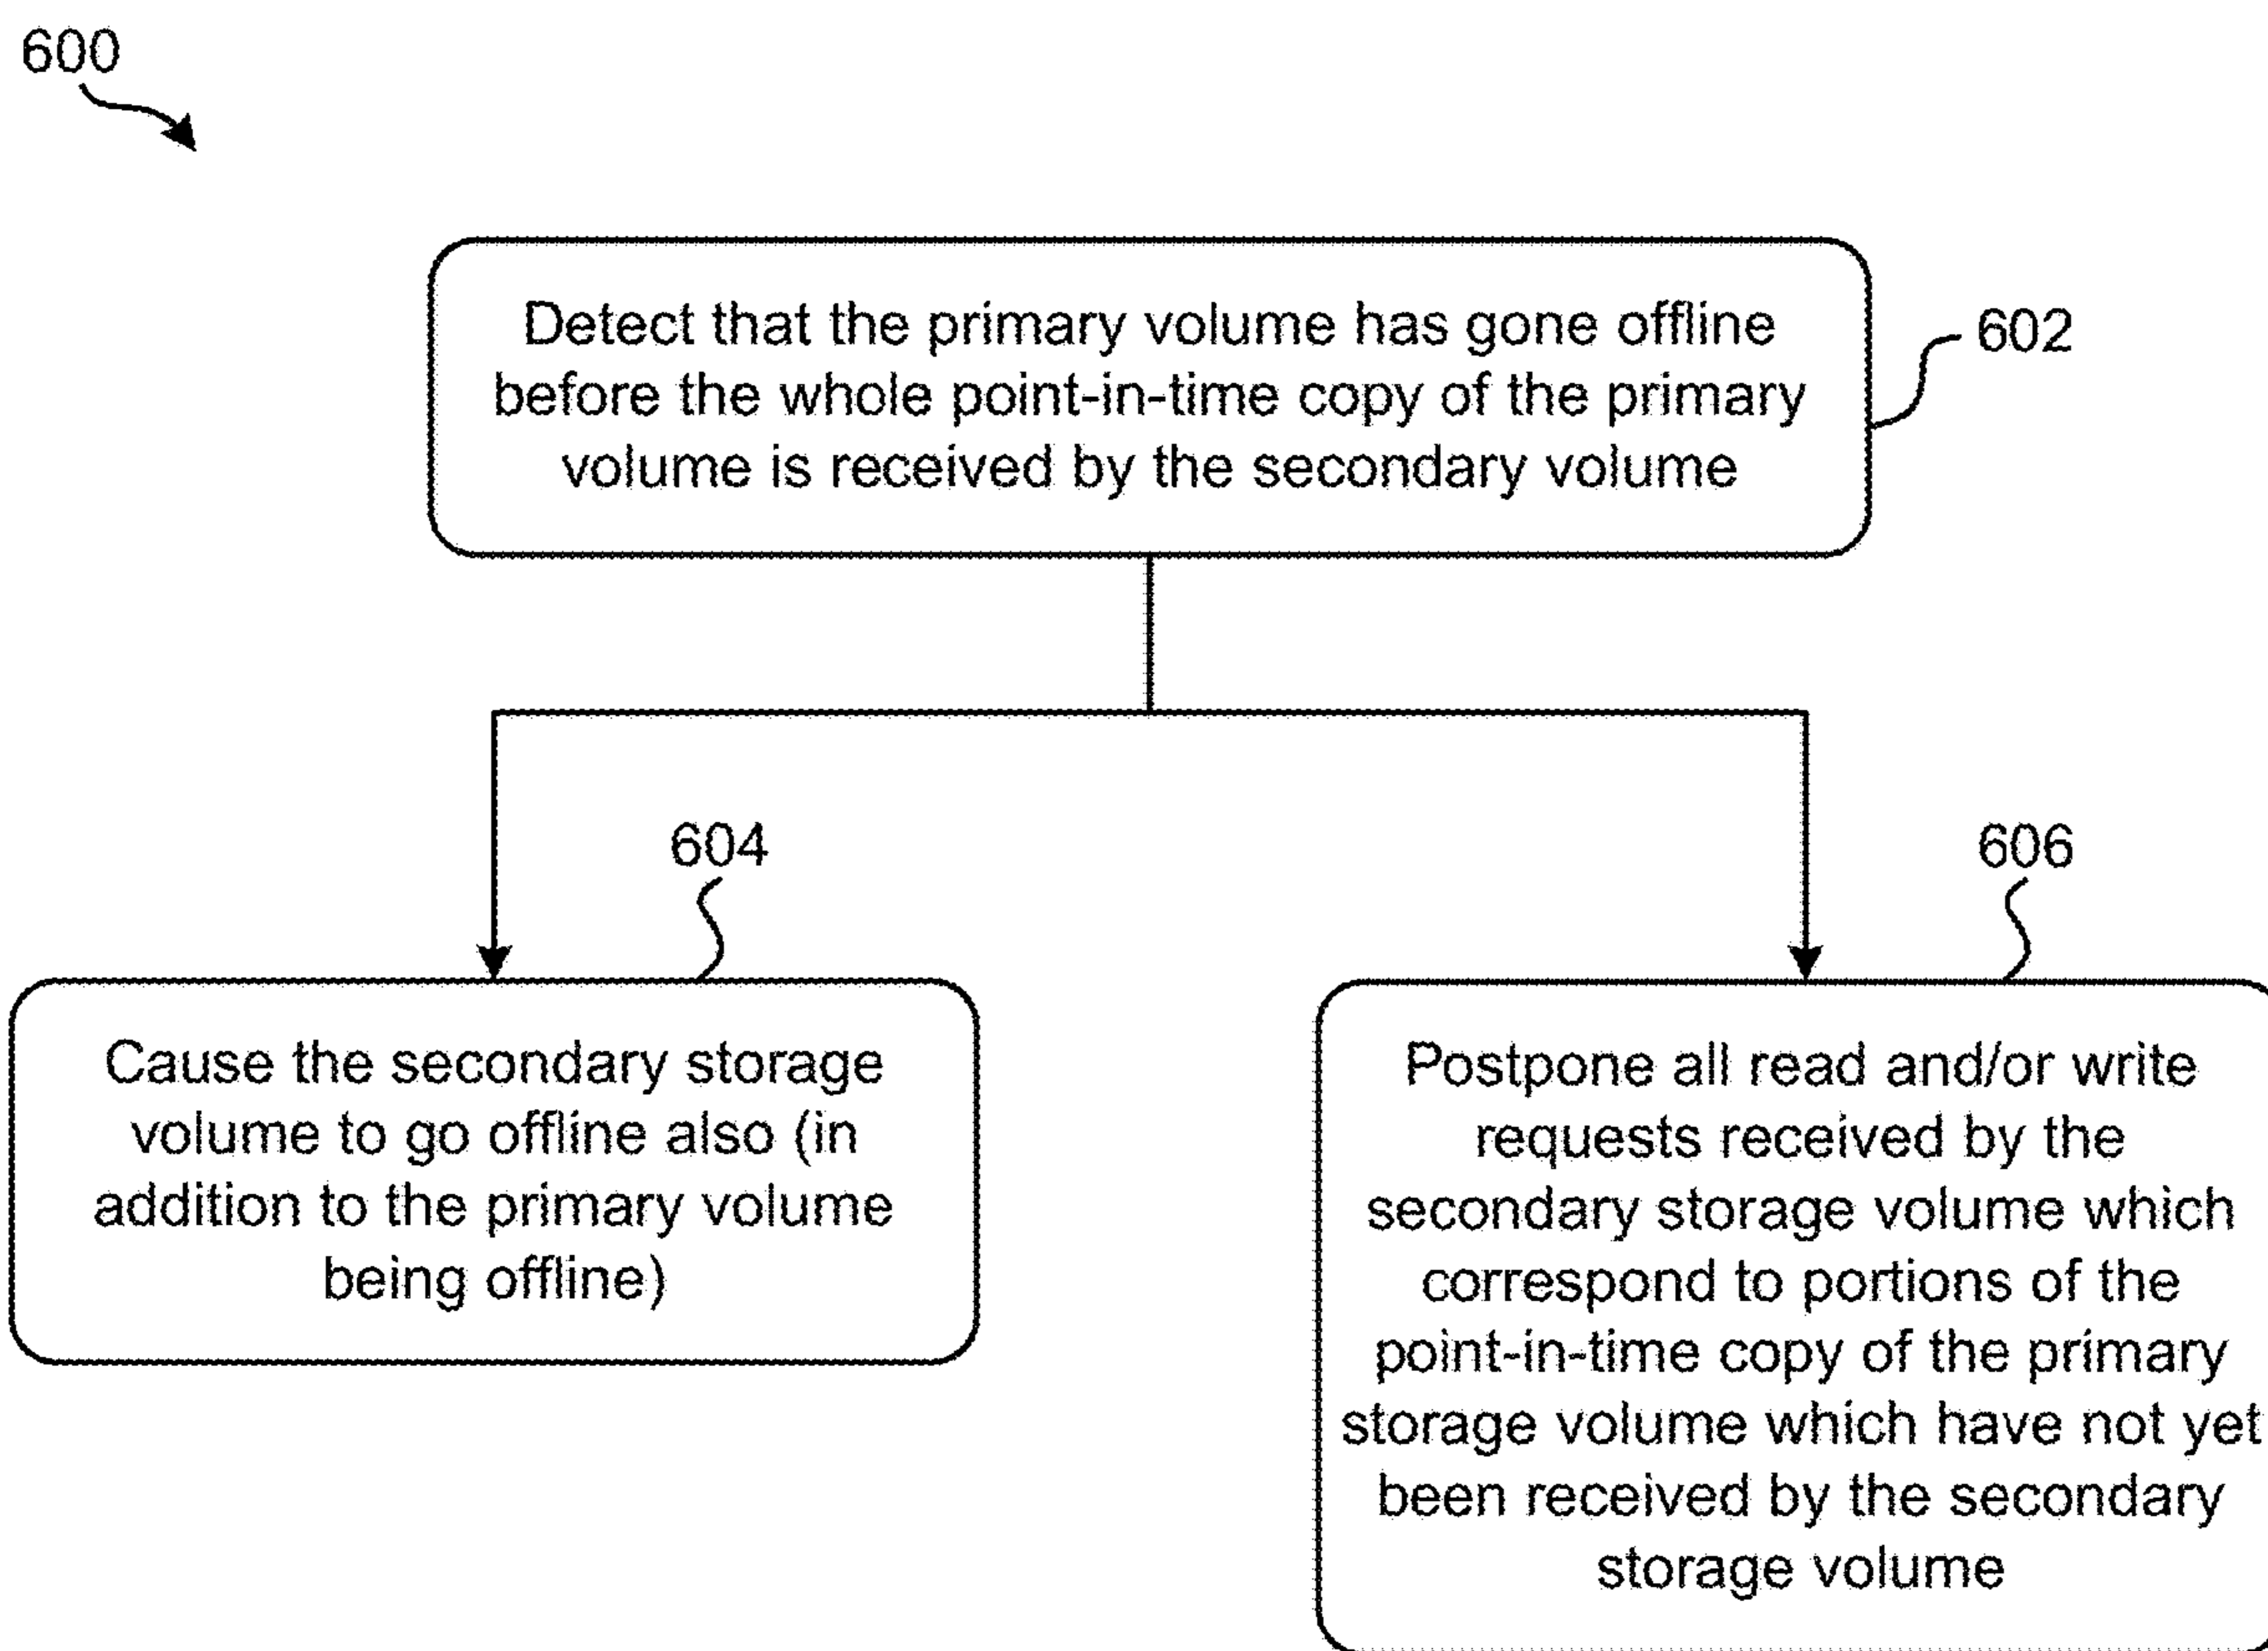 600
Detect that the primary volume has gone offline
before the whole point-in-time copy of the primary
volume is received by the secondary volume
602
604
Cause the secondary storage
volume to go offline also (in
addition to the primary volume
being offline)
606
Postpone all read and/or write
requests received by the
secondary storage volume which
correspond to portions of the
point-in-time copy of the primary
storage volume which have not yet
been received by the secondary
storage volume